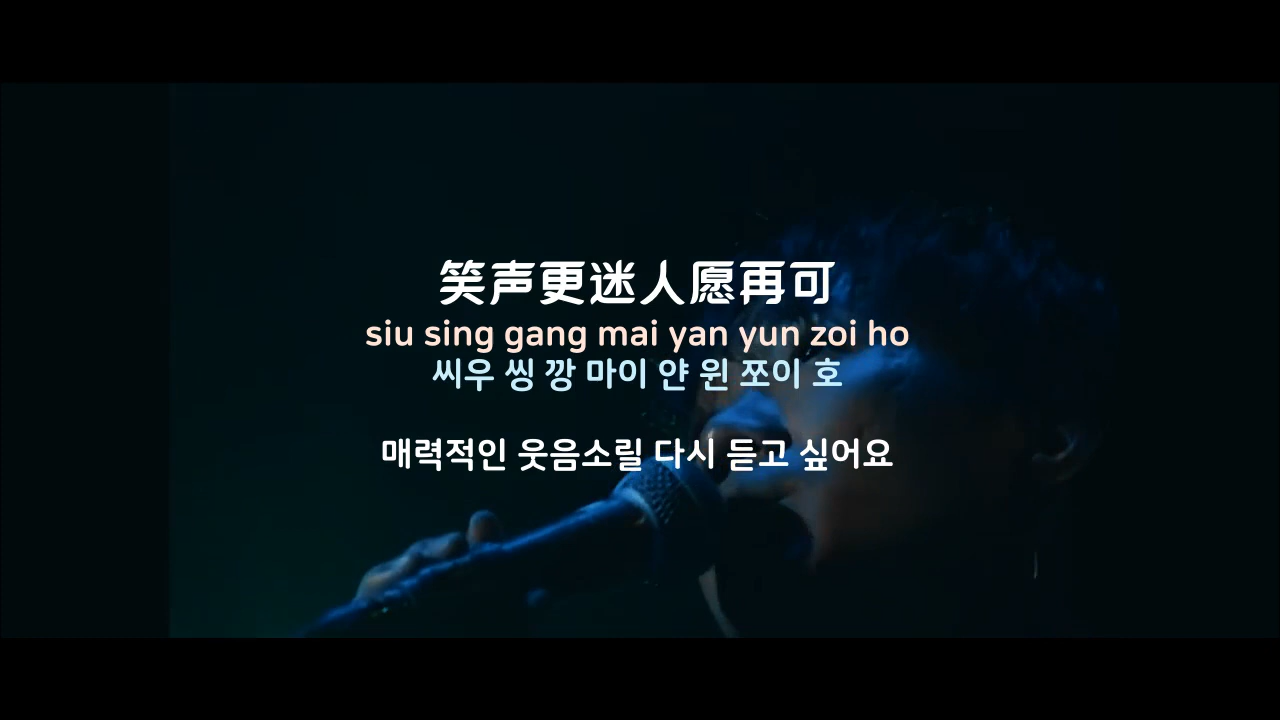 笑声更迷人愿再可
siu sing gang mai yan yun zoi ho
씨우 씽 깡 마이 얀 윈 쪼이 호
매력적인 웃음소릴 다시 듣고 싶어요